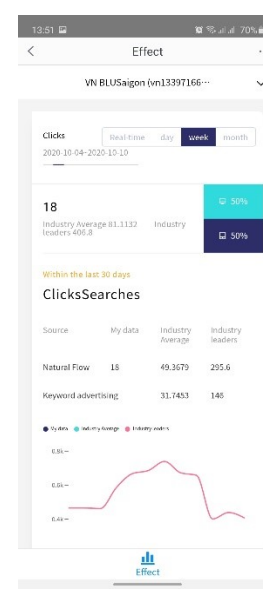 13:51 70%
Effect
VN BLUSaigon (vn13397166···
Clicks
Real-time day week month
2020-10-04~2020-10-10
18
Industry Average 81.1132 Industry
leaders 406.8
50%
50%
Within the last 30 days
ClicksSearches
Source My data Industry Average Industry leaders
Natural Flow 18 49.3679 295.6
Keyword advertising 31.7453 146
My data Industry Average Industry leaders
0.8k
0.6k
0.4k
Effect